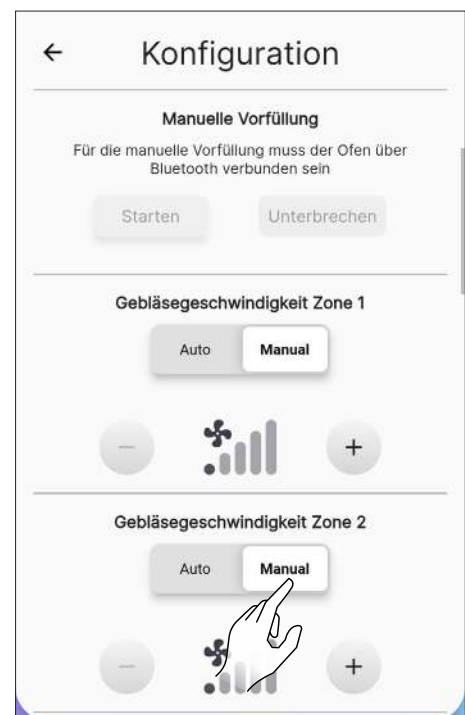 Konfiguration
Manuelle Vorfüllung
Für die manuelle Vorfüllung muss der Ofen über
Bluetooth verbunden sein
Starten Unterbrechen
Gebläsegeschwindigkeit Zone 1
Auto Manual
Gebläsegeschwindigkeit Zone 2
Auto Manual